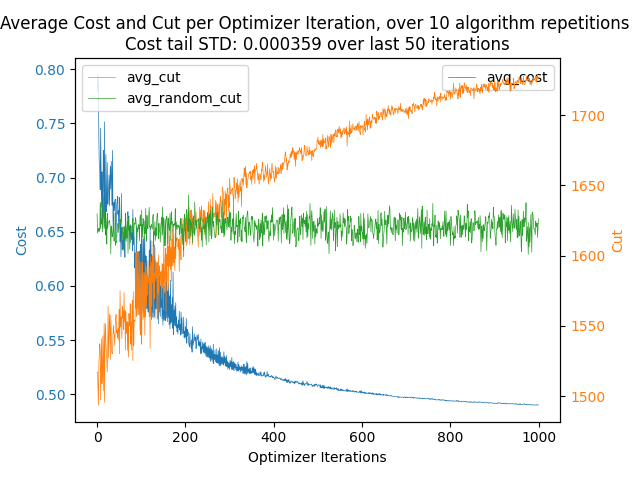 Average Cost and Cut per Optimizer Iteration, over 10 algorithm repetitions
Cost tail STD: 0.000359 over last 50 iterations
avg_cut
avg_random_cut
avg_cost
0.80
0.75
0.70
0.65
0.60
0.55
0.50
Cost
1700
1650
1600
1550
1500
Cut
0 200 400 600 800 1000
Optimizer Iterations